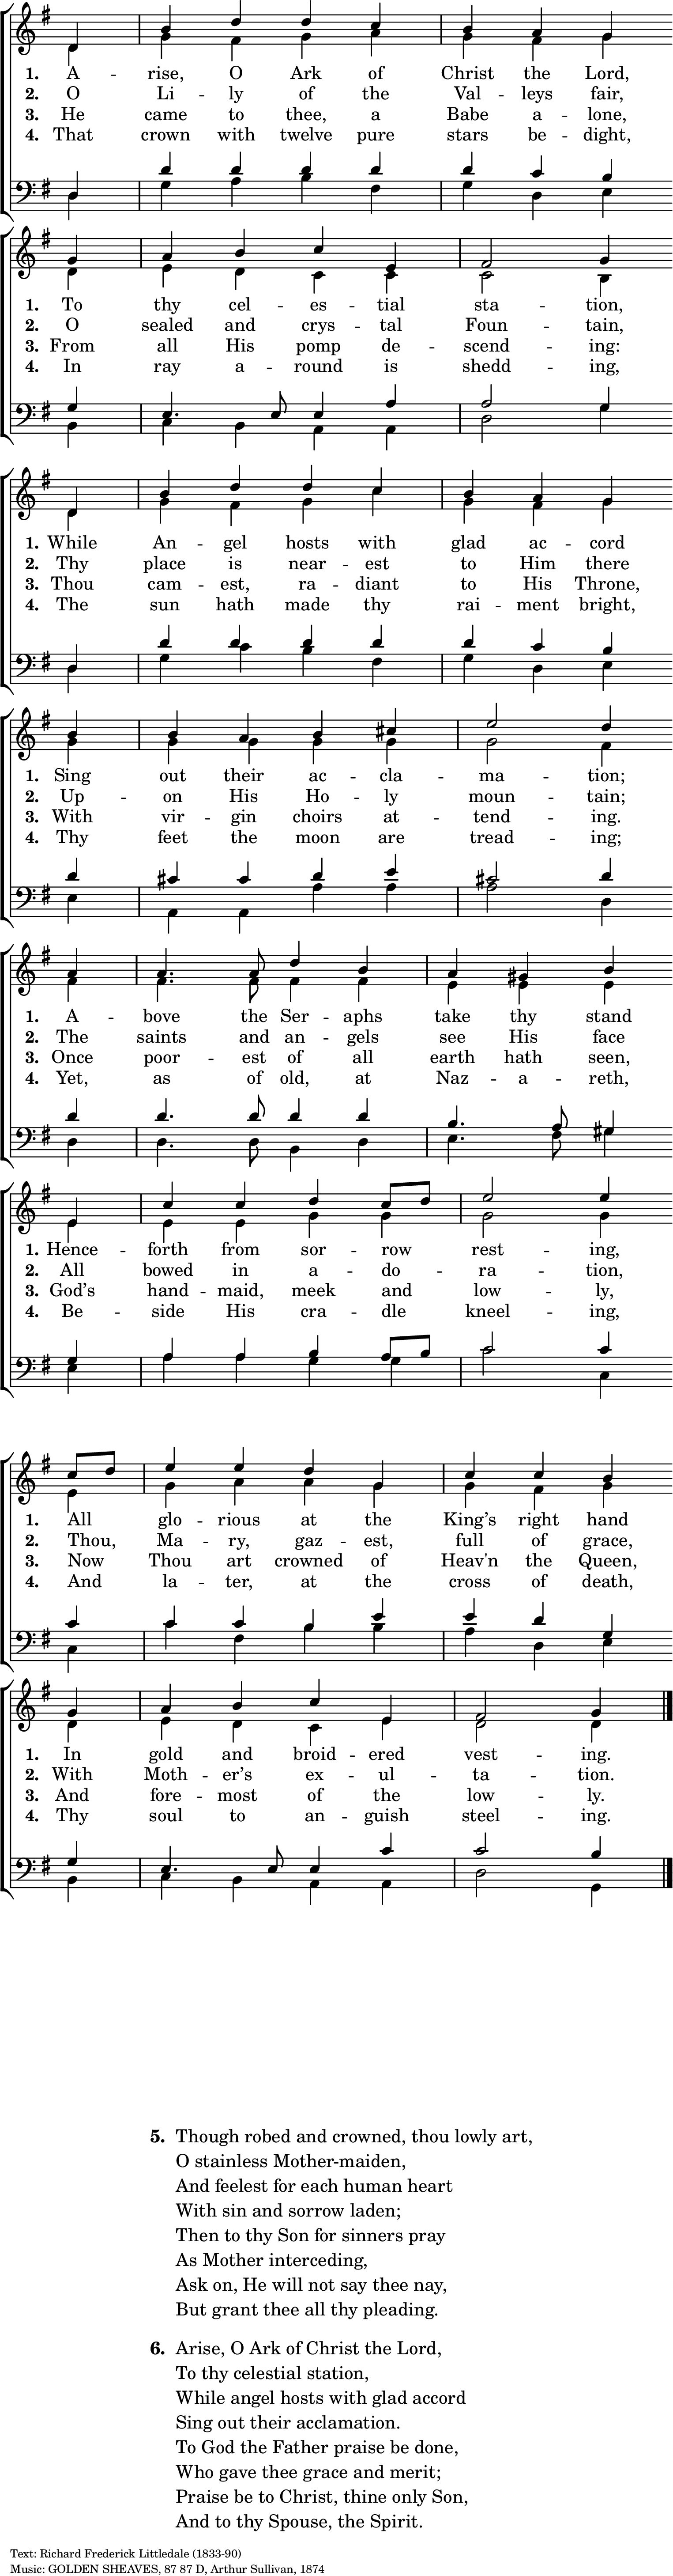 1. A -- rise, O Ark of Christ the Lord,
2. O Li -- ly of the Val -- leys fair,
3. He came to thee, a Babe a -- lone,
4. That crown with twelve pure stars be -- dight,
1. To thy cel -- es -- tial sta -- tion,
2. O sealed and crys -- tal Foun -- tain,
3. From all His pomp de -- scend -- ing:
4. In ray a -- round is shedd -- ing,
1. While An -- gel hosts with glad ac -- cord
2. Thy place is near -- est to Him there
3. Thou cam -- est, ra -- diant to His Throne,
4. The sun hath made thy rai -- ment bright,
1. Sing out their ac -- cla -- ma -- tion;
2. Up -- on His Ho -- ly moun -- tain;
3. With vir -- gin choirs at -- tend -- ing.
4. Thy feet the moon are tread -- ing;
1. A -- bove the Ser -- aphs take thy stand
2. The saints and an -- gels see His face
3. Once poor -- est of all earth hath seen,
4. Yet, as of old, at Naz -- a -- reth,
1. Hence -- forth from sor -- row rest -- ing,
2. All bowed in a -- do -- ra -- tion,
3. God’s hand -- maid, meek and low -- ly,
4. Be -- side His cra -- dle kneel -- ing,
1. All glo -- rious at the King’s right hand
2. Thou, Ma -- ry, gaz -- est, full of grace,
3. Now Thou art crowned of Heav'n the Queen,
4. And la -- ter, at the cross of death,
1. In gold and broid -- ered vest -- ing.
2. With Moth -- er’s ex -- ul -- ta -- tion.
3. And fore -- most of the low -- ly.
4. Thy soul to an -- guish steel -- ing.
5. Though robed and crowned, thou lowly art,
O stainless Mother-maiden,
And feelest for each human heart
With sin and sorrow laden;
Then to thy Son for sinners pray
As Mother interceding,
Ask on, He will not say thee nay,
But grant thee all thy pleading.
6. Arise, O Ark of Christ the Lord,
To thy celestial station,
While angel hosts with glad accord
Sing out their acclamation.
To God the Father praise be done,
Who gave thee grace and merit;
Praise be to Christ, thine only Son,
And to thy Spouse, the Spirit.
Text: Richard Frederick Littledale (1833-90)
Music: GOLDEN SHEAVES, 87 87 D, Arthur Sullivan, 1874